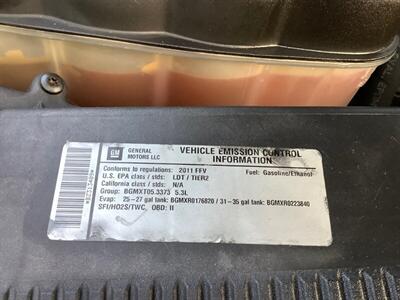 GM
GENERAL MOTORS LLC
VEHICLE EMISSION CONTROL INFORMATION
Conforms to regulations: 2011 FFV Fuel: Gasoline/Ethanol
U.S. EPA class / stds: LDT / TIER2
California class / stds: N/A
Group: BGMXT05.3373 5.3L
Evap: 25-27 gal tank: BGMXR0176820 / 31-35 gal tank: BGMXR0223840
SFI/HO2S/TWC, OBD: II